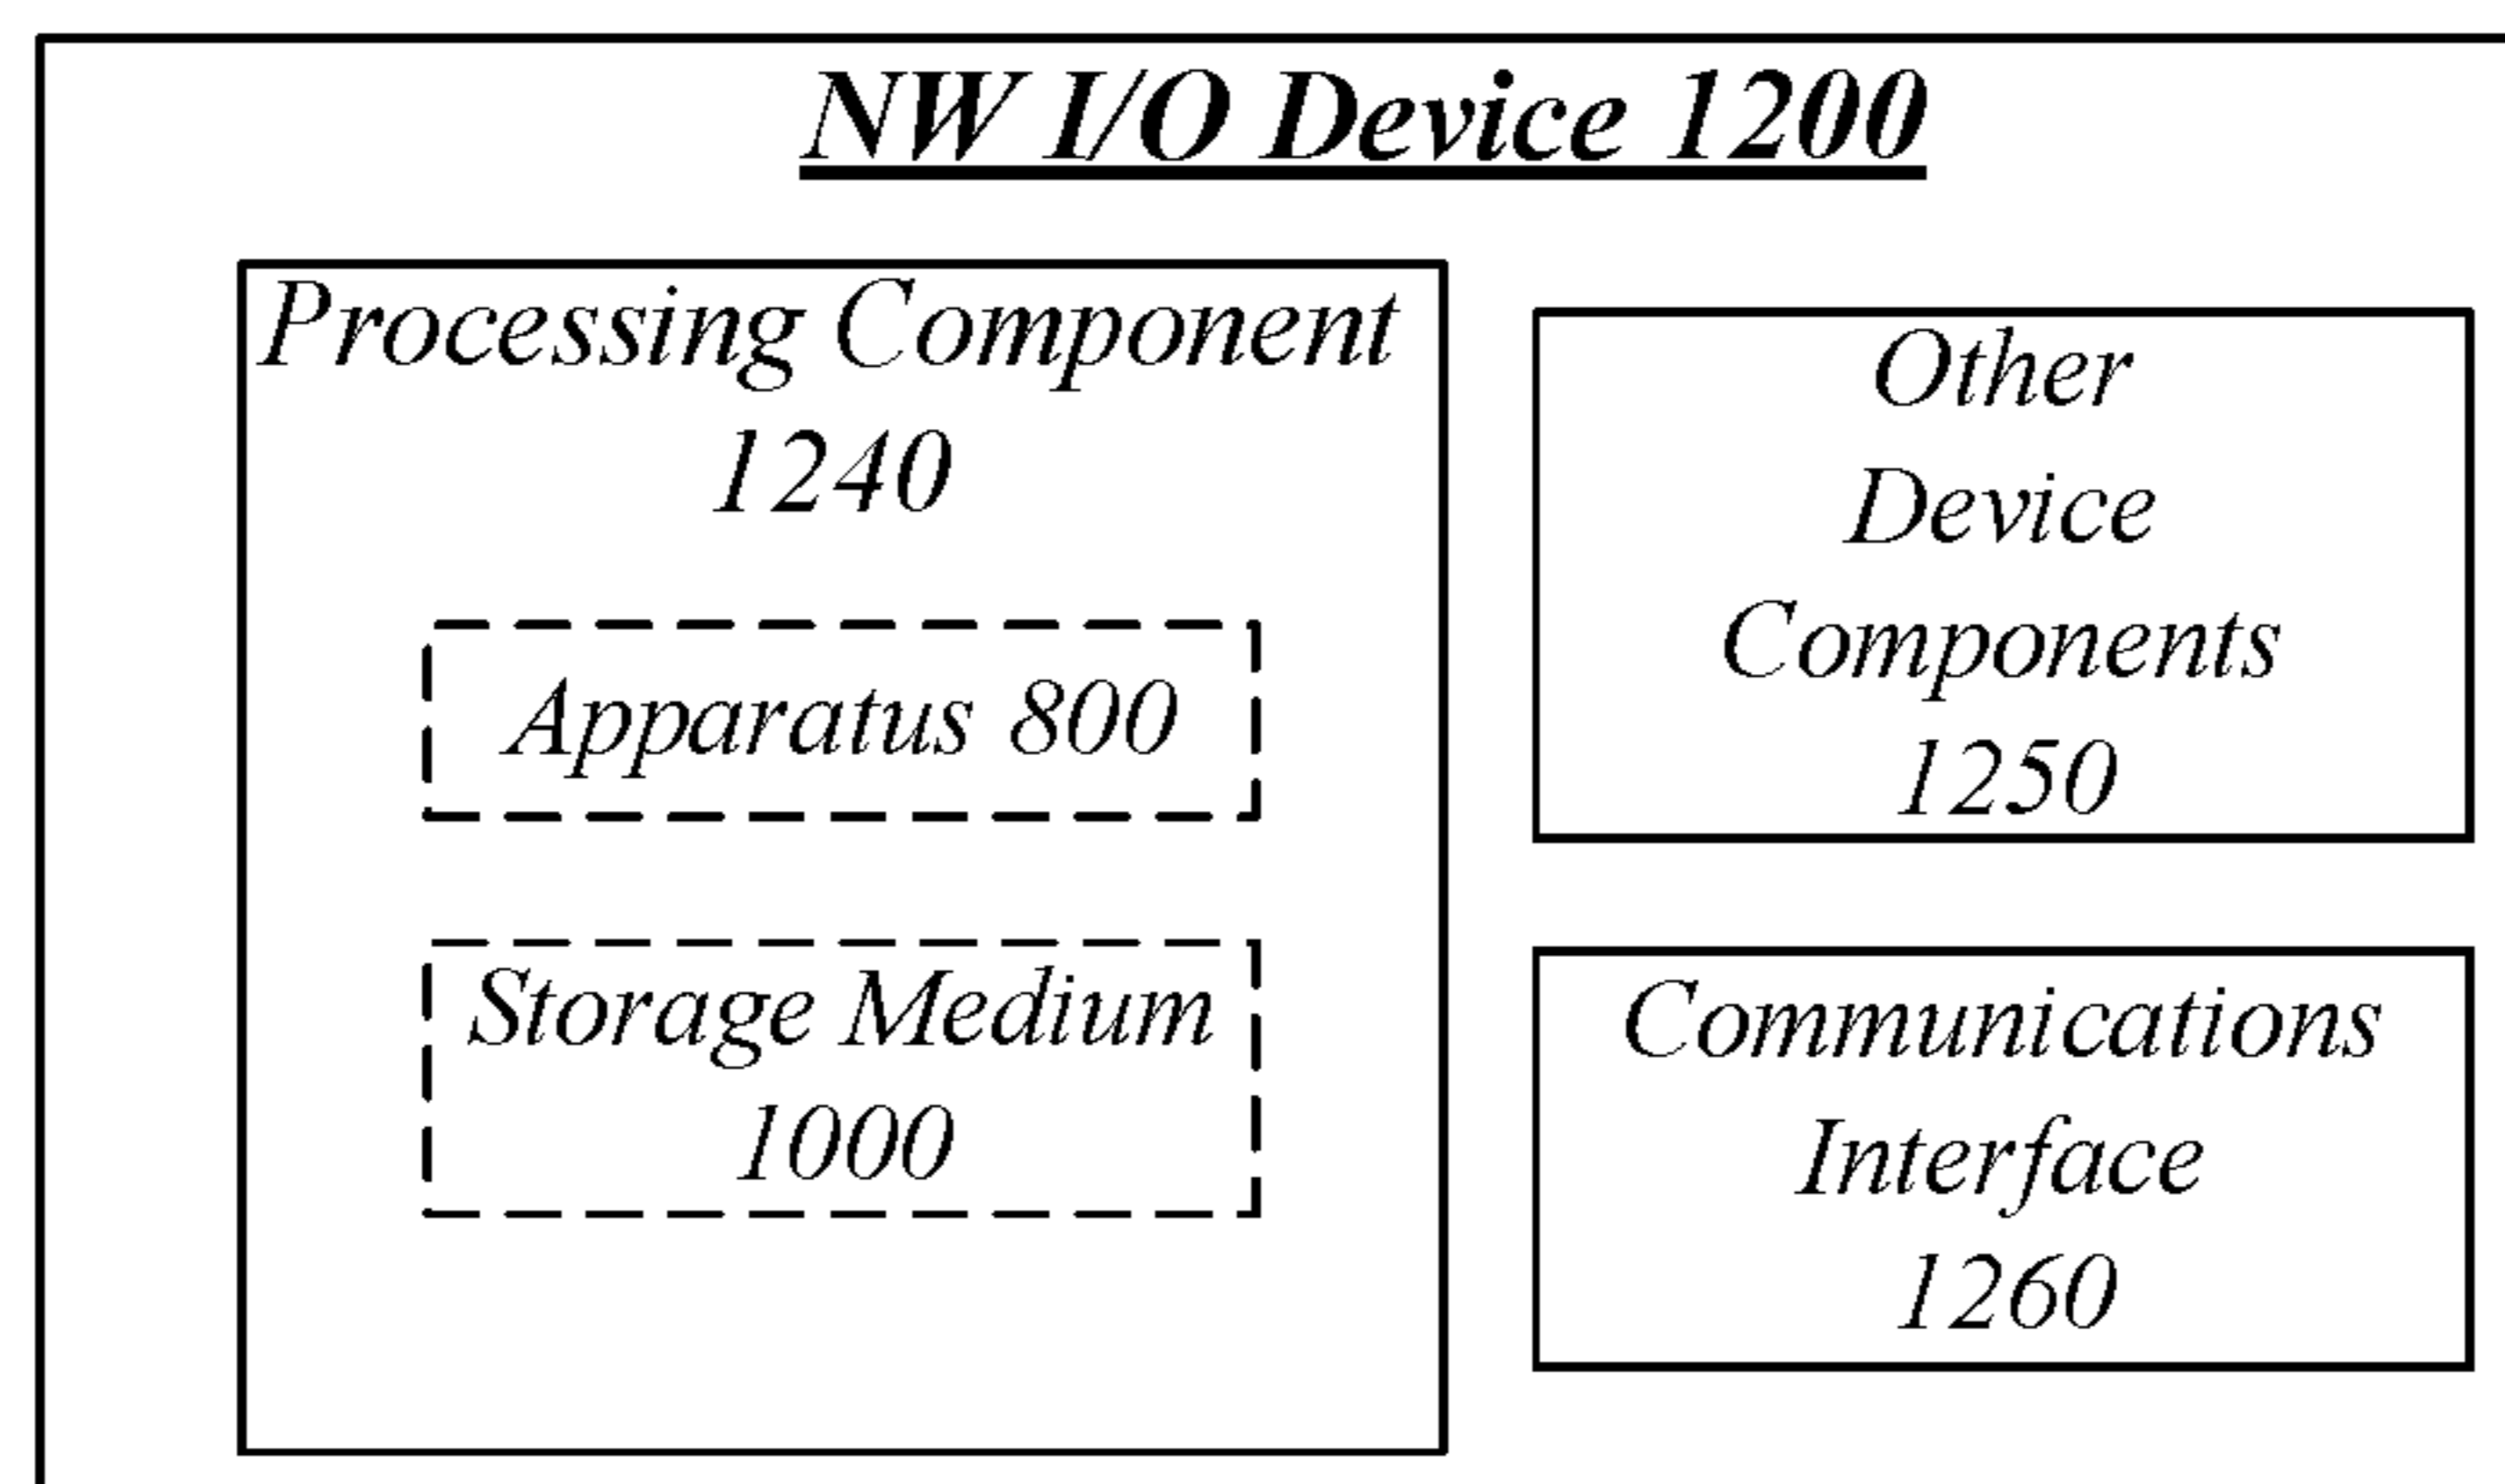 NW I/O Device 1200
Processing Component
1240
Apparatus 800
Storage Medium
1000
Other
Device
Components
1250
Communications
Interface
1260